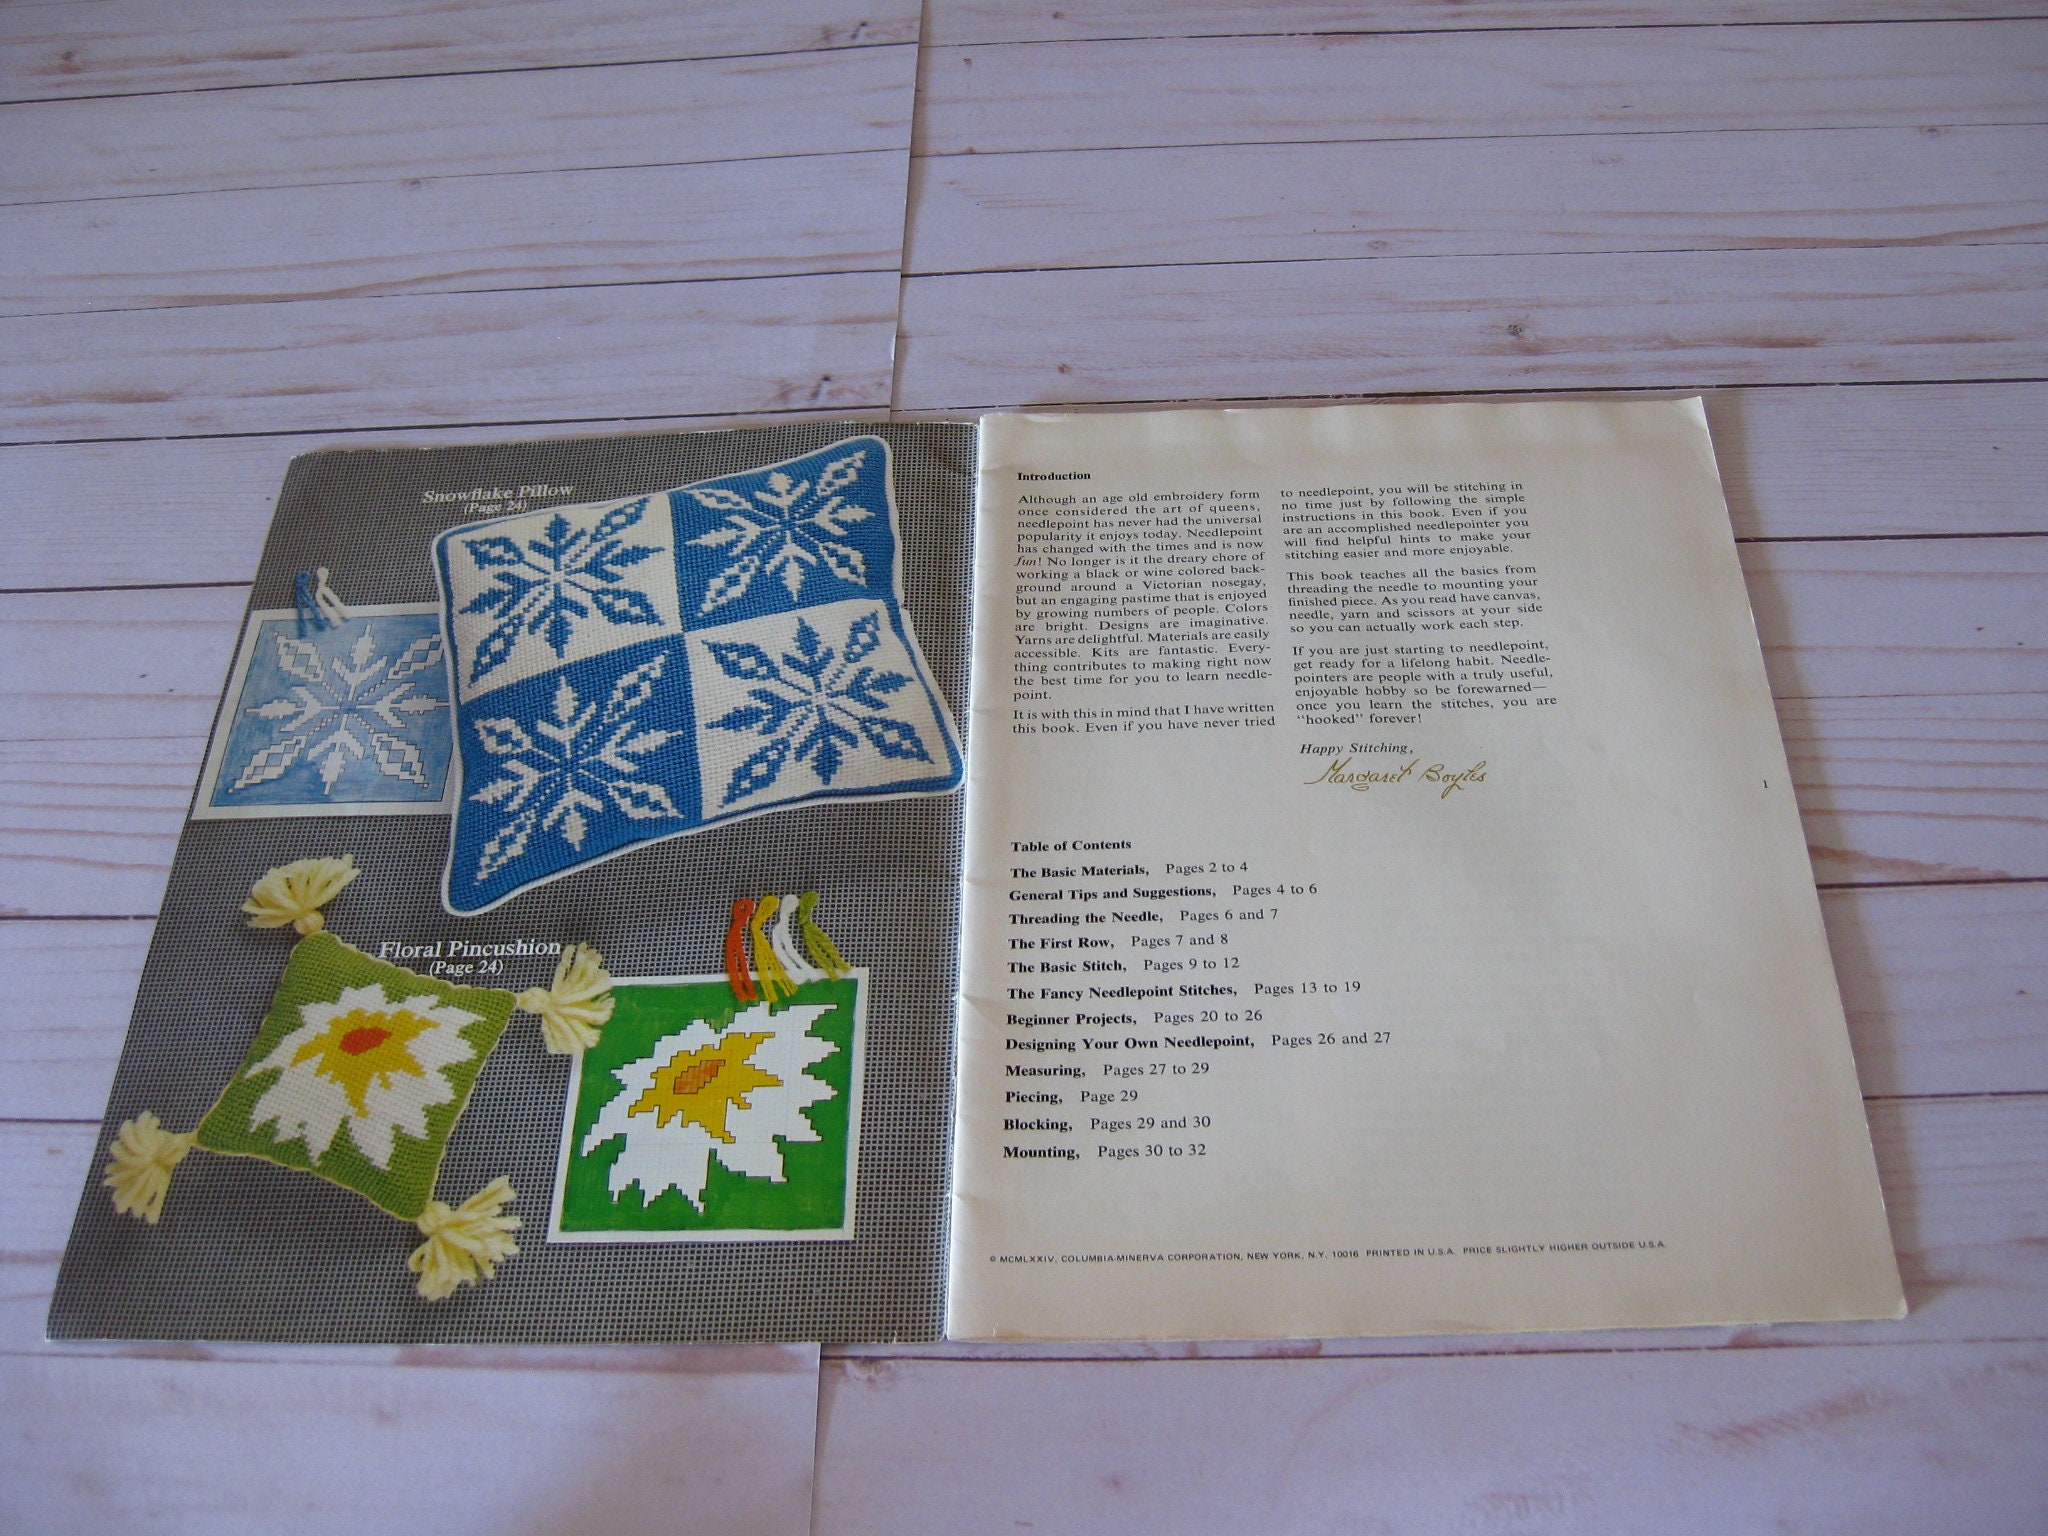 Snowflake Pillow
(Page 24)
Floral Pincushion
(Page 24)
Introduction
Although an age old embroidery form
once considered the art of queens,
needlepoint has never had the universal
popularity it enjoys today. Needlepoint
has changed with the times and is now
fun! No longer is it the dreary chore of
working a black or wine colored back-
ground around a Victorian nosegay,
but an engaging pastime that is enjoyed
by growing numbers of people. Colors
are bright. Designs are imaginative.
Yarns are delightful. Materials are easily
accessible. Kits are fantastic. Every-
thing contributes to making right now
the best time for you to learn needle-
point.
It is with this in mind that I have written
this book. Even if you have never tried
to needlepoint, you will be stitching in
no time just by following the simple
instructions in this book. Even if you
are an accomplished needlepointer you
will find helpful hints to make your
stitching easier and more enjoyable.
This book teaches all the basics from
threading the needle to mounting your
finished piece. As you read have canvas,
needle, yarn and scissors at your side
so you can actually work each step.
If you are just starting to needlepoint,
get ready for a lifelong habit. Needle-
pointers are people with a truly useful,
enjoyable hobby so be forewarned—
once you learn the stitches, you are
"hooked" forever!
Happy Stitching,
Margaret Boyles
1
Table of Contents
The Basic Materials, Pages 2 to 4
General Tips and Suggestions, Pages 4 to 6
Threading the Needle, Pages 6 and 7
The First Row, Pages 7 and 8
The Basic Stitch, Pages 9 to 12
The Fancy Needlepoint Stitches, Pages 13 to 19
Beginner Projects, Pages 20 to 26
Designing Your Own Needlepoint, Pages 26 and 27
Measuring, Pages 27 to 29
Piecing, Page 29
Blocking, Pages 29 and 30
Mounting, Pages 30 to 32
© MCMLXXIV, COLUMBIA-MINERVA CORPORATION, NEW YORK, N.Y. 10016 PRINTED IN U.S.A. PRICE SLIGHTLY HIGHER OUTSIDE U.S.A.